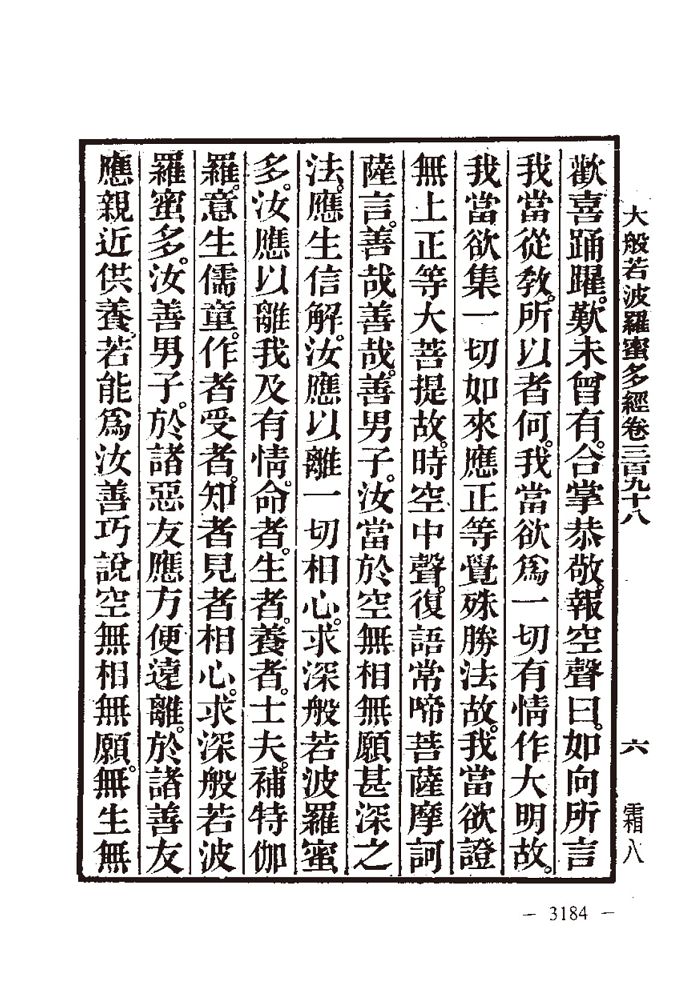 大般若波羅蜜多經卷三百九十八
六
霜八
歡喜踊躍。歎未曾有。合掌恭敬。報空聲曰。如向所言
我當從教。所以者何。我當欲爲一切有情作大明故。
我當欲集一切如來應正等覺殊勝法故。我當欲證
無上正等大菩提故。時空中聲。復語常啼菩薩摩訶
薩言。善哉善哉。善男子。汝當於空無相無願甚深之
法。應生信解。汝應以離一切相心。求深般若波羅蜜
多。汝應以離我及有情。命者。生者。養者。士夫。補特伽
羅。意生儒童。作者受者。知者見者相心。求深般若波
羅蜜多。汝善男子。於諸惡友應方便遠離。於諸善友
應親近供養。若能爲汝善巧說空無相無願。無生無
— 3184 —